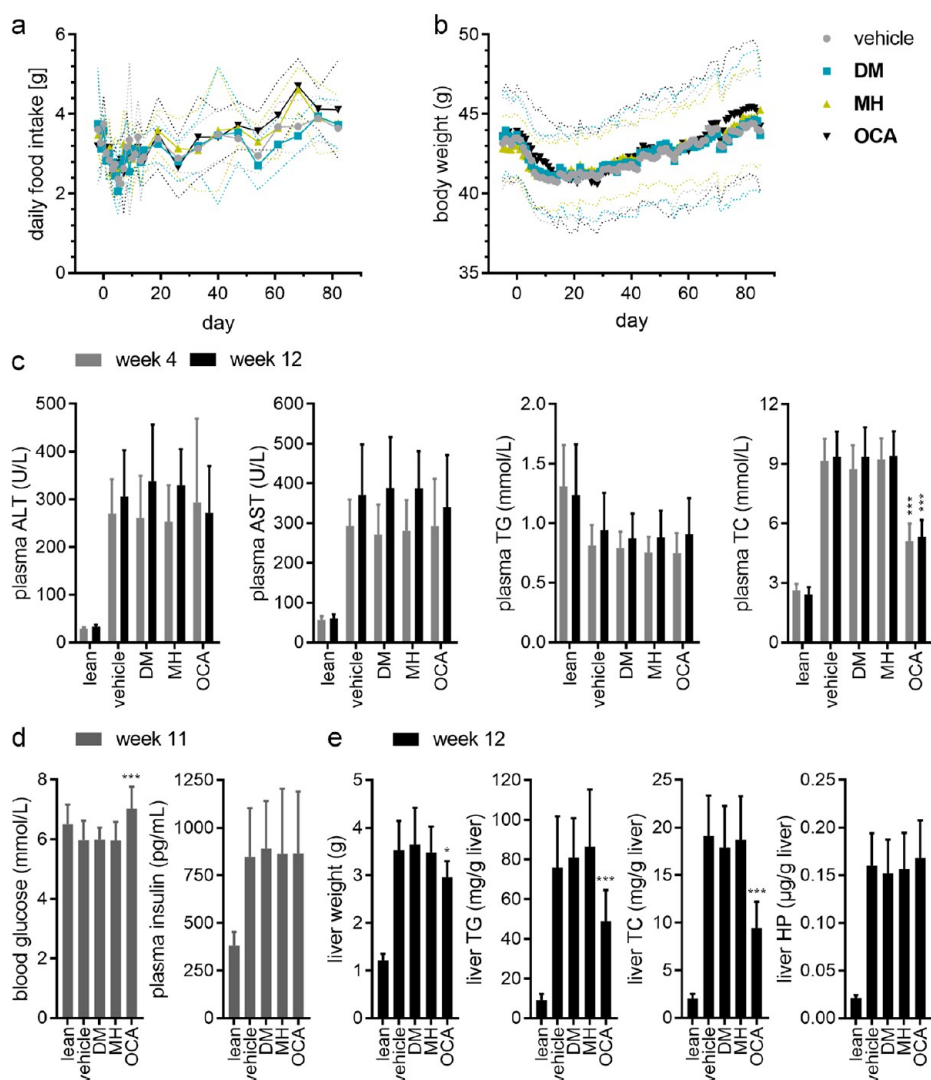 a
daily food intake [g]
6
4
2
0
0
20
40
60
80
day
b
body weight (g)
50
45
40
35
0
20
40
60
80
day
vehicle
DM
MH
OCA
c
week 4
week 12
plasma ALT (U/L)
500
400
300
200
100
0
lean
vehicle
DM
MH
OCA
plasma AST (U/L)
600
500
400
300
200
100
0
lean
vehicle
DM
MH
OCA
plasma TG (mmol/L)
2.0
1.5
1.0
0.5
0.0
lean
vehicle
DM
MH
OCA
plasma TC (mmol/L)
12
9
6
3
0
***
***
lean
vehicle
DM
MH
OCA
d
week 11
blood glucose (mmol/L)
8
6
4
2
0
***
lean
vehicle
DM
MH
OCA
plasma insulin (pg/mL)
1250
1000
750
500
250
0
lean
vehicle
DM
MH
OCA
e
week 12
liver weight (g)
5
4
3
2
1
0
*
lean
vehicle
DM
MH
OCA
liver TG (mg/g liver)
120
100
80
60
40
20
0
***
lean
vehicle
DM
MH
OCA
liver TC (mg/g liver)
25
20
15
10
5
0
***
lean
vehicle
DM
MH
OCA
liver HP (µg/g liver)
0.25
0.20
0.15
0.10
0.05
0.00
lean
vehicle
DM
MH
OCA